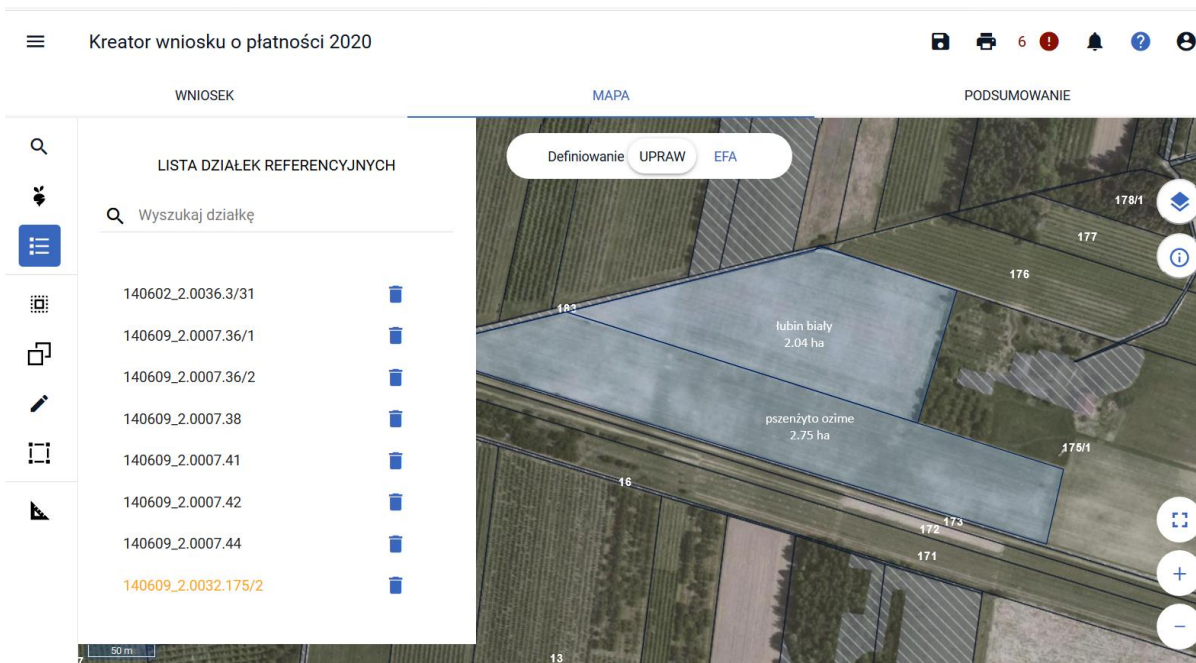 Kreator wniosku o płatności 2020
6
WNIOSEK
MAPA
PODSUMOWANIE
LISTA DZIAŁEK REFERENCYJNYCH
Wyszukaj działkę
140602_2.0036.3/31
140609_2.0007.36/1
140609_2.0007.36/2
140609_2.0007.38
140609_2.0007.41
140609_2.0007.42
140609_2.0007.44
140609_2.0032.175/2
Definiowanie UPRAW EFA
178/1
177
176
183
łubin biały
2.04 ha
pszenżyto ozime
2.75 ha
175/1
16
173
172
171
50 m
7
13